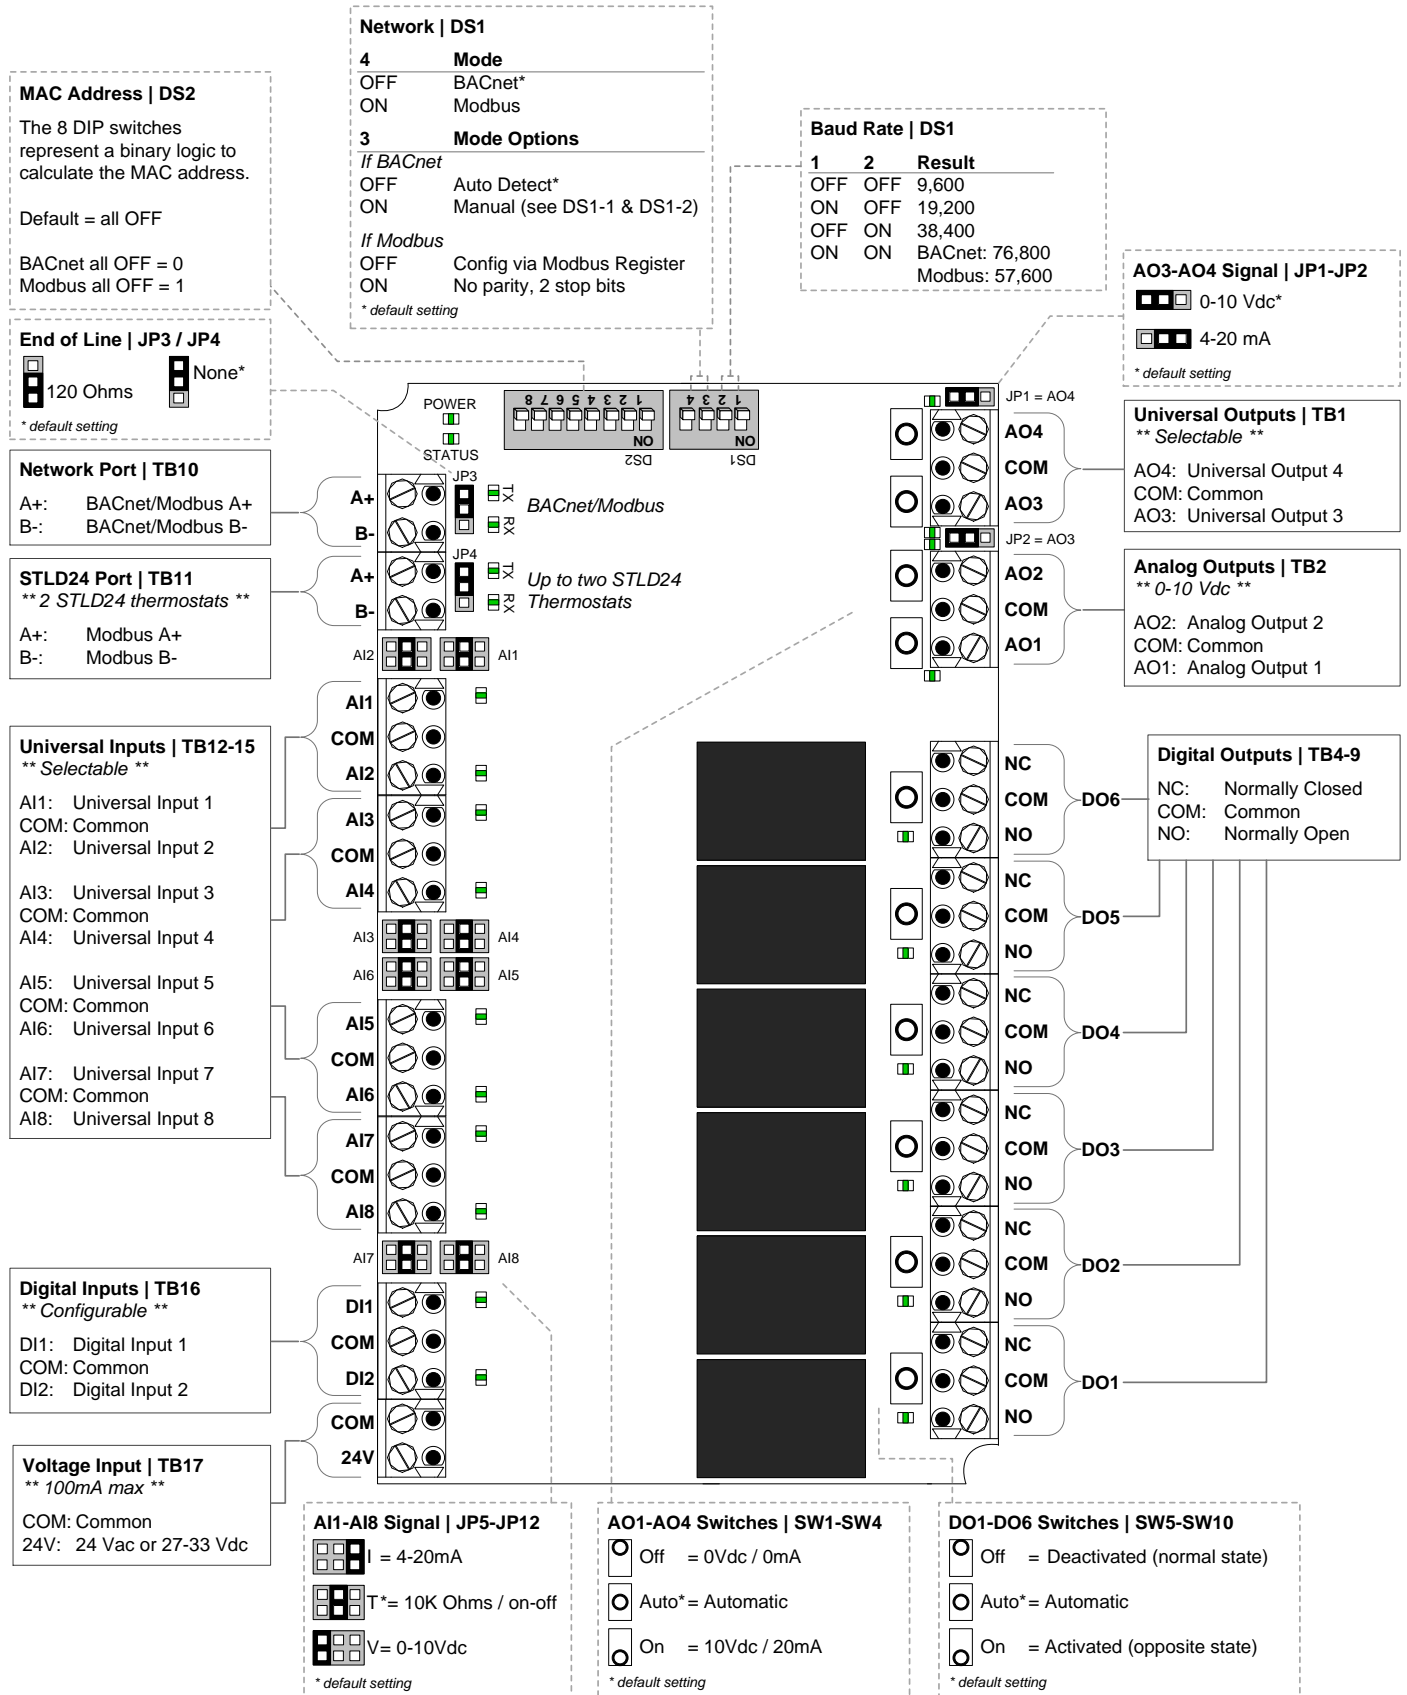 Network | DS1
4 Mode
OFF BACnet*
ON Modbus
3 Mode Options
If BACnet
OFF Auto Detect*
ON Manual (see DS1-1 & DS1-2)
If Modbus
OFF Config via Modbus Register
ON No parity, 2 stop bits
* default setting
MAC Address | DS2
The 8 DIP switches
represent a binary logic to
calculate the MAC address.
Default = all OFF
BACnet all OFF = 0
Modbus all OFF = 1
Baud Rate | DS1
1 2 Result
OFF OFF 9,600
ON OFF 19,200
OFF ON 38,400
ON ON BACnet: 76,800
Modbus: 57,600
AO3-AO4 Signal | JP1-JP2
0-10 Vdc*
4-20 mA
* default setting
End of Line | JP3 / JP4
120 Ohms
None*
* default setting
Network Port | TB10
A+: BACnet/Modbus A+
B-: BACnet/Modbus B-
STLD24 Port | TB11
** 2 STLD24 thermostats **
A+: Modbus A+
B-: Modbus B-
Universal Inputs | TB12-15
** Selectable **
AI1: Universal Input 1
COM: Common
AI2: Universal Input 2
AI3: Universal Input 3
COM: Common
AI4: Universal Input 4
AI5: Universal Input 5
COM: Common
AI6: Universal Input 6
AI7: Universal Input 7
COM: Common
AI8: Universal Input 8
Digital Inputs | TB16
** Configurable **
DI1: Digital Input 1
COM: Common
DI2: Digital Input 2
Voltage Input | TB17
** 100mA max **
COM: Common
24V: 24 Vac or 27-33 Vdc
POWER
STATUS
8 7 6 5 4 3 2 1
ON
DS2
4 3 2 1
ON
DS1
JP3
A+
B-
TX
RX
BACnet/Modbus
JP4
A+
B-
TX
RX
Up to two STLD24
Thermostats
AI2 AI1
AI1
COM
AI2
AI3
COM
AI4
AI3 AI4
AI6 AI5
AI5
COM
AI6
AI7
COM
AI8
AI7 AI8
DI1
COM
DI2
COM
24V
JP1 = AO4
AO4
COM
AO3
JP2 = AO3
AO2
COM
AO1
NC
COM DO6
NO
NC
COM DO5
NO
NC
COM DO4
NO
NC
COM DO3
NO
NC
COM DO2
NO
NC
COM DO1
NO
Universal Outputs | TB1
** Selectable **
AO4: Universal Output 4
COM: Common
AO3: Universal Output 3
Analog Outputs | TB2
** 0-10 Vdc **
AO2: Analog Output 2
COM: Common
AO1: Analog Output 1
Digital Outputs | TB4-9
NC: Normally Closed
COM: Common
NO: Normally Open
AI1-AI8 Signal | JP5-JP12
I = 4-20mA
T*= 10K Ohms / on-off
V= 0-10Vdc
* default setting
AO1-AO4 Switches | SW1-SW4
Off = 0Vdc / 0mA
Auto* = Automatic
On = 10Vdc / 20mA
* default setting
DO1-DO6 Switches | SW5-SW10
Off = Deactivated (normal state)
Auto* = Automatic
On = Activated (opposite state)
* default setting